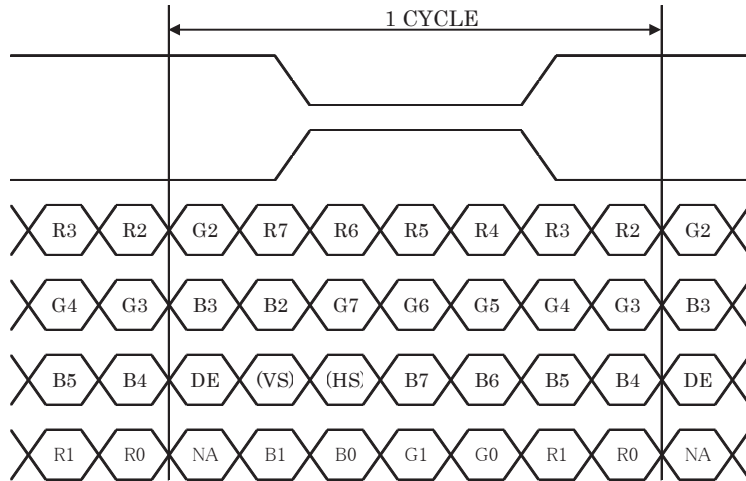 1 CYCLE
R3 R2 G2 R7 R6 R5 R4 R3 R2 G2
G4 G3 B3 B2 G7 G6 G5 G4 G3 B3
B5 B4 DE (VS) (HS) B7 B6 B5 B4 DE
R1 R0 NA B1 B0 G1 G0 R1 R0 NA